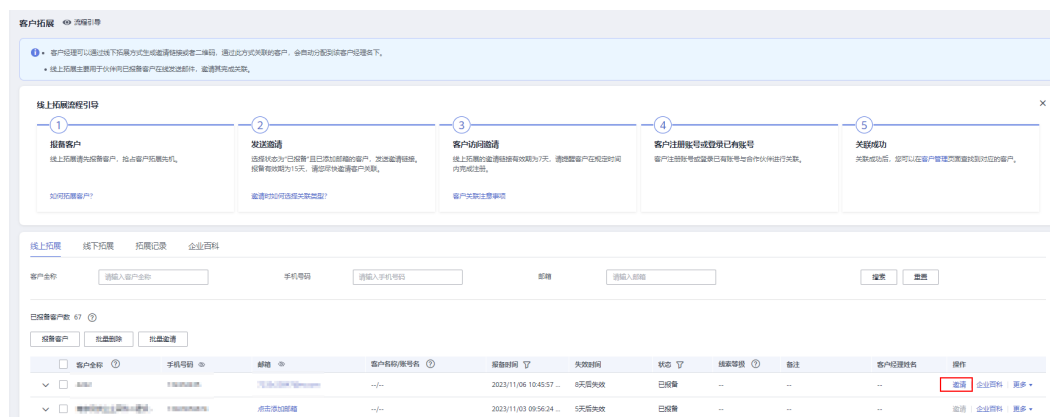 客户拓展 流程引导
客户经理可以通过线下拓展方式生成邀请链接或者二维码，通过此方式关联的客户，会自动分配到该客户经理名下。
线上拓展主要用于伙伴向已报备客户在线发送邮件，邀请其完成关联。
线上拓展流程引导
1 2 3 4 5
报备客户 发送邀请 客户访问邀请 客户注册账号或登录已有账号 关联成功
线上拓展请先报备客户，抢占客户拓展先机。
选择状态为“已报备”且已添加邮箱的客户，发送邀请链接。
报备有效期为15天，请您尽快邀请客户关联。
线上拓展的邀请链接有效期为7天，请提醒客户在规定时间
内完成注册。
客户注册账号或登录已有账号与合作伙伴进行关联。
关联成功后，您可以在客户管理页面查找到对应的客户。
如何拓展客户? 邀请时如何选择关联类型? 客户关联注意事项
线上拓展 线下拓展 拓展记录 企业百科
客户全称 请输入客户全称 手机号码 请输入手机号码 邮箱 请输入邮箱 搜索 重置
已报备客户数 67
报备客户 批量删除 批量邀请
客户全称 手机号码 邮箱 客户名称/账号名 报备时间 失效时间 状态 线索等级 备注 客户经理姓名 操作
--/-- 2023/11/06 10:45:57 ... 8天后失效 已报备 -- -- -- 邀请 企业百科 更多
点击添加邮箱 --/-- 2023/11/03 09:56:24 ... 5天后失效 已报备 -- -- -- 邀请 企业百科 更多